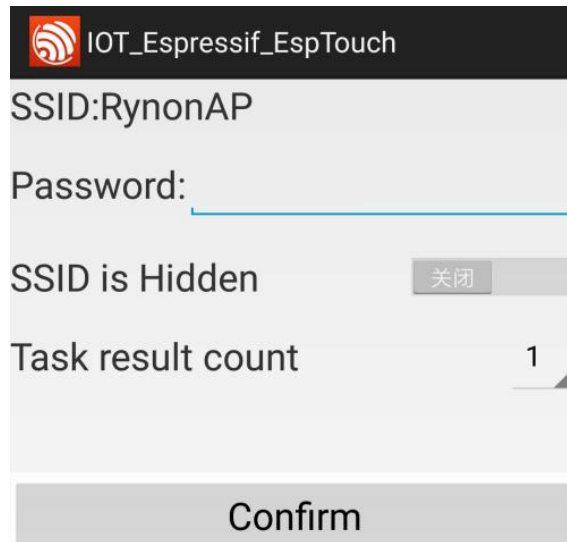 IOT_Espressif_EspTouch
SSID:RynonAP
Password:
SSID is Hidden 关闭
Task result count 1
Confirm